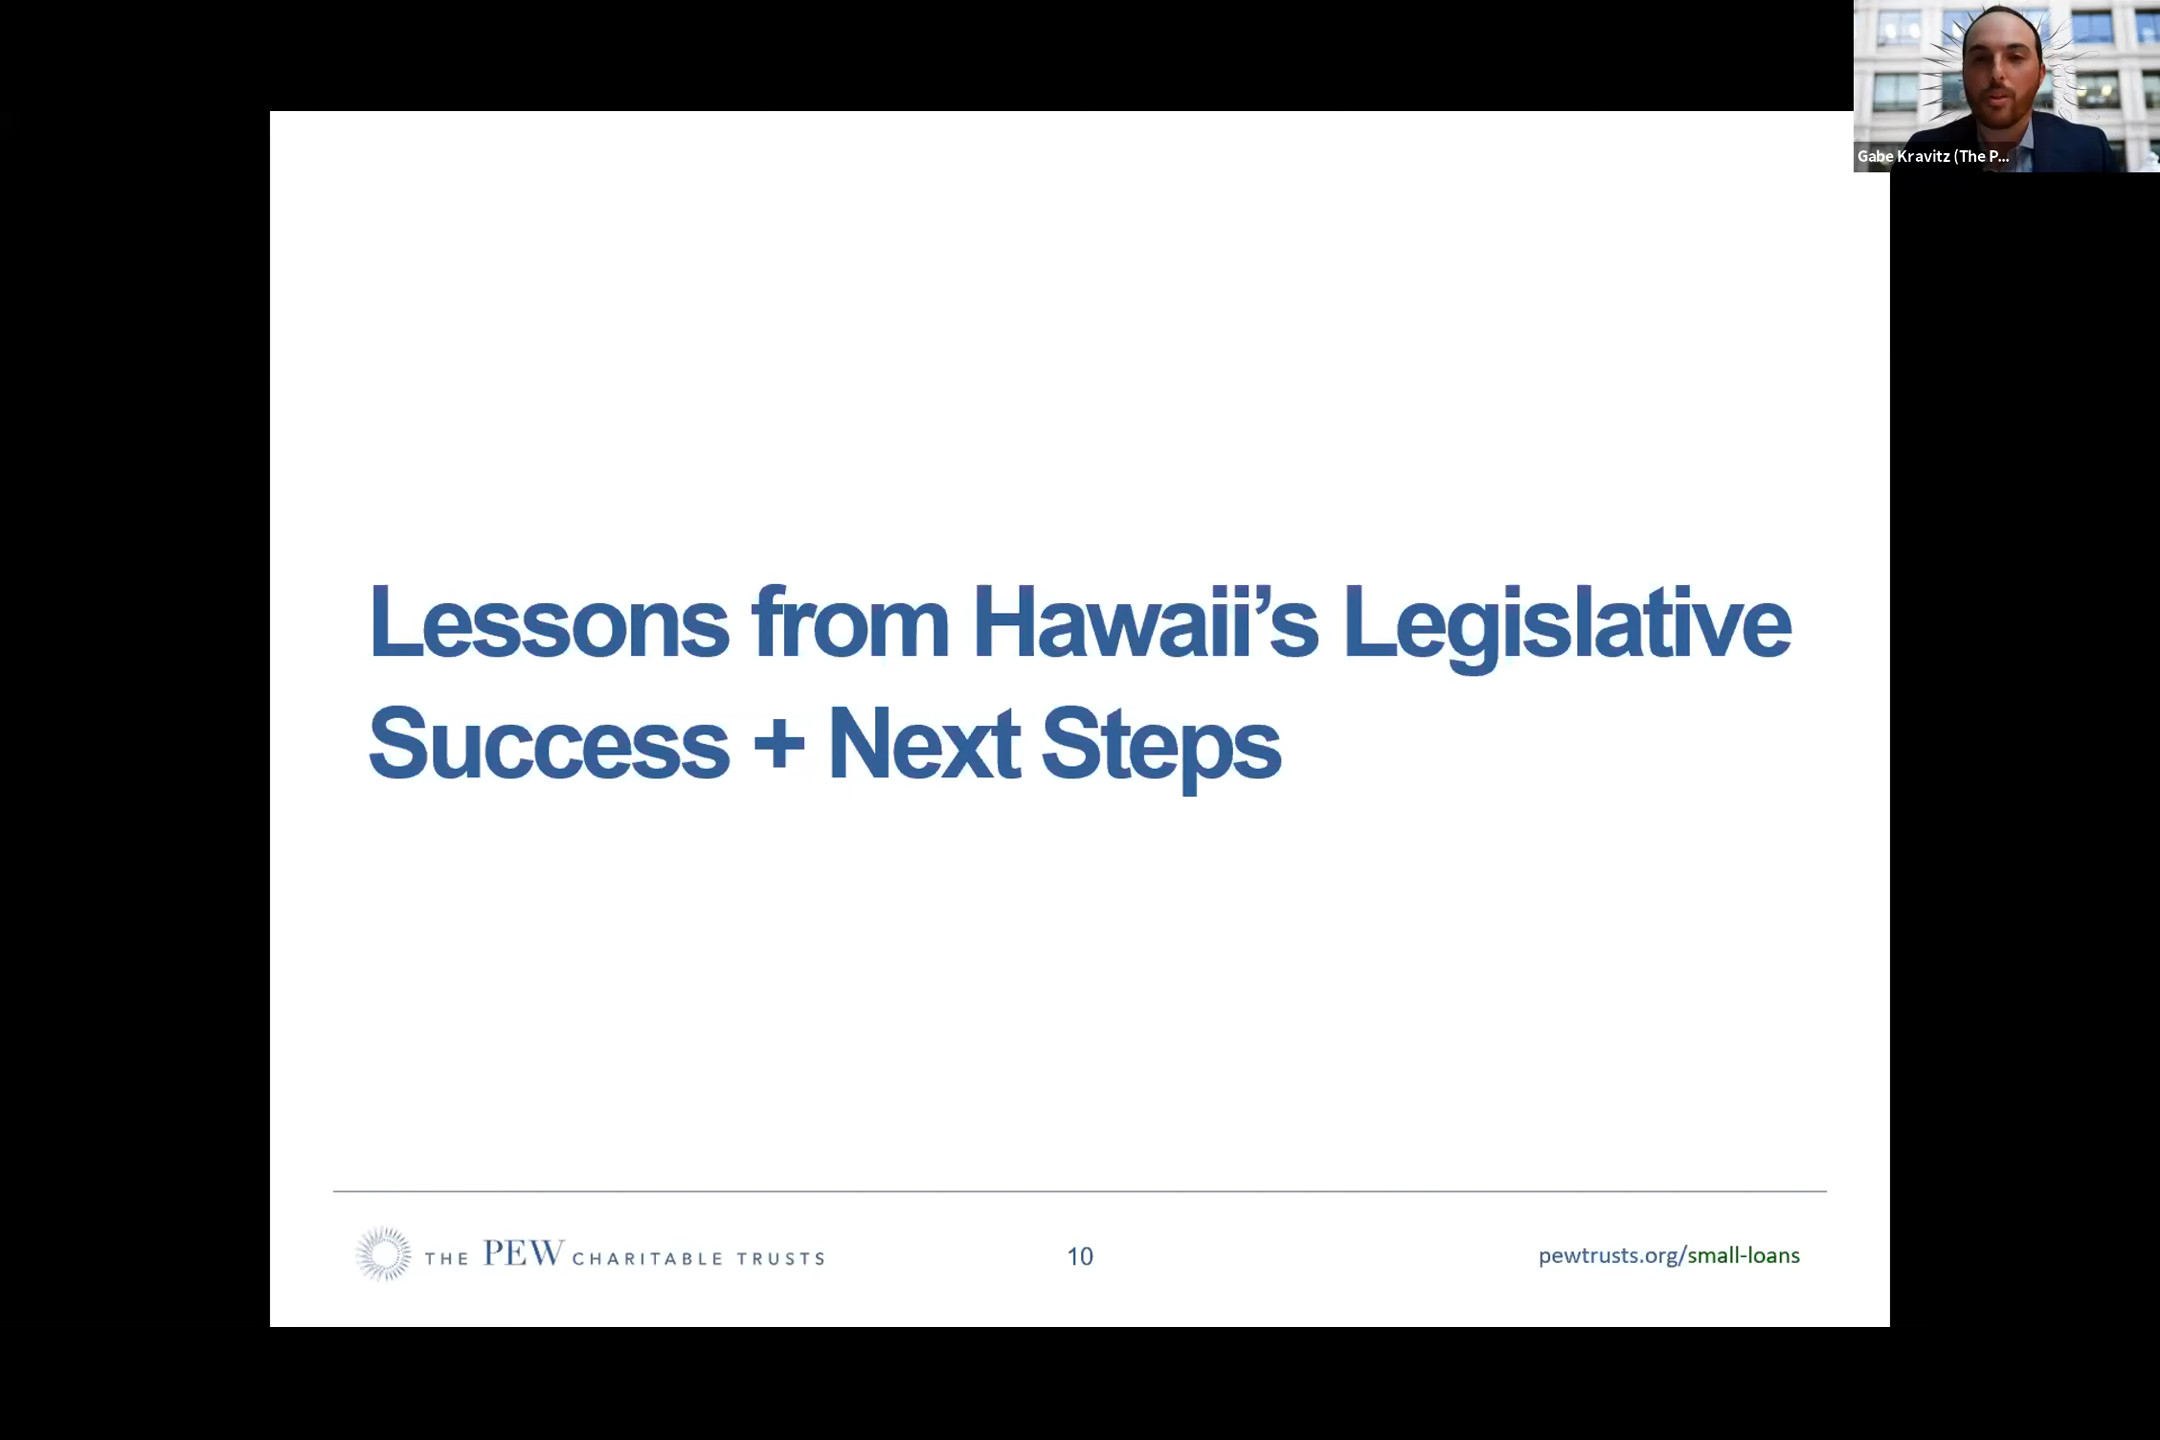 Gabe Kravitz (The P...
Lessons from Hawaii’s Legislative
Success + Next Steps
THE PEW CHARITABLE TRUSTS
10
pewtrusts.org/small-loans